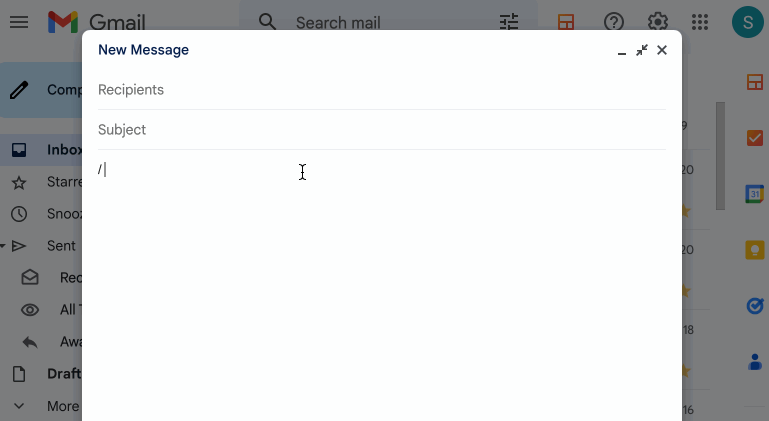 Gmail
Search mail
S
New Message
Recipients
Subject
/
Comp
Inbox
Starre
Snooz
Sent
Rec
All T
Awa
Draft
More
9
20
31
20
18
16